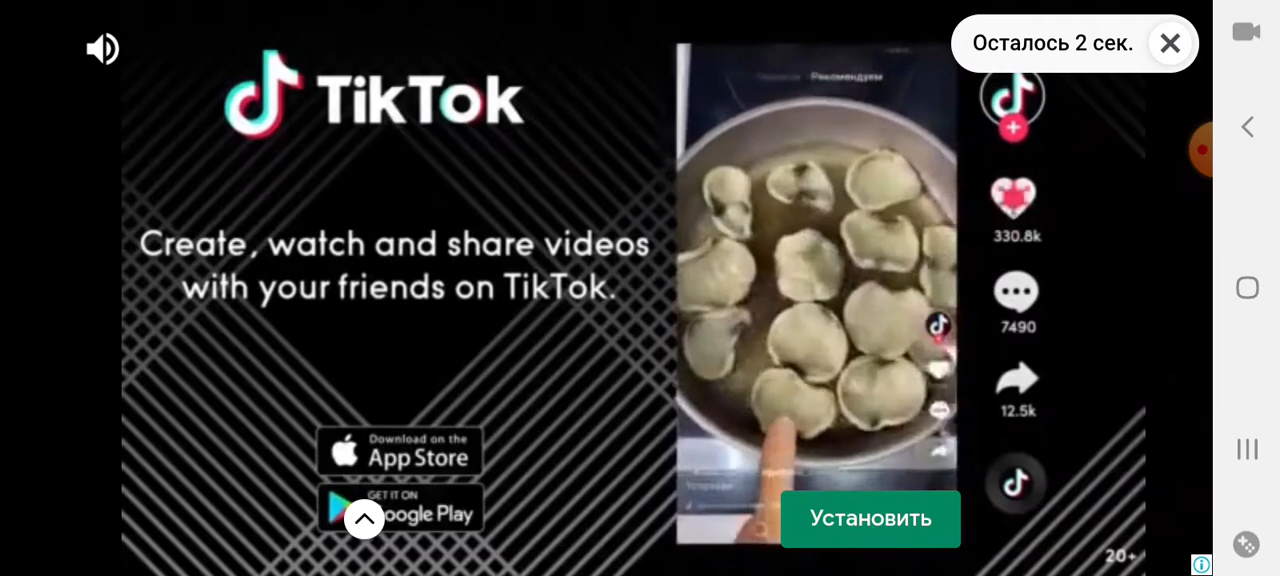 Осталось 2 сек.
TikTok
Рекомендуем
Create, watch and share videos
with your friends on TikTok.
330.8k
7490
12.5k
Download on the
App Store
GET IT ON
oogle Play
Установить
20+